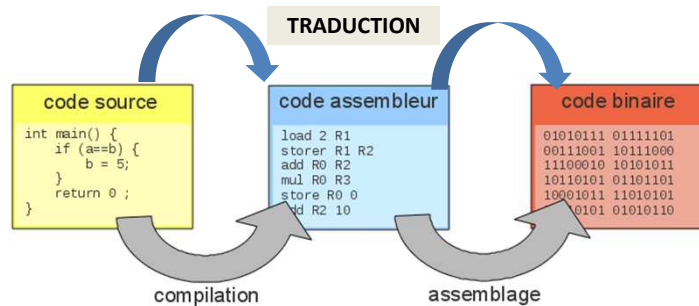 TRADUCTION
code source
int main() {
if (a==b) {
b = 5;
}
return 0 ;
}
code assembleur
load 2 R1
storer R1 R2
add R0 R2
mul R0 R3
store R0 0
R2 10
code binaire
01010111 01111101
00111001 10111000
11100010 10101011
10110101 01101101
10001011 11010101
01010110
compilation
assemblage